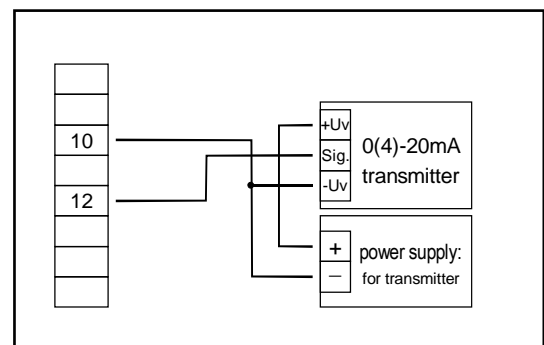 10
12
+Uv
Sig.
-Uv
0(4)-20mA
transmitter
+
−
power supply:
for transmitter